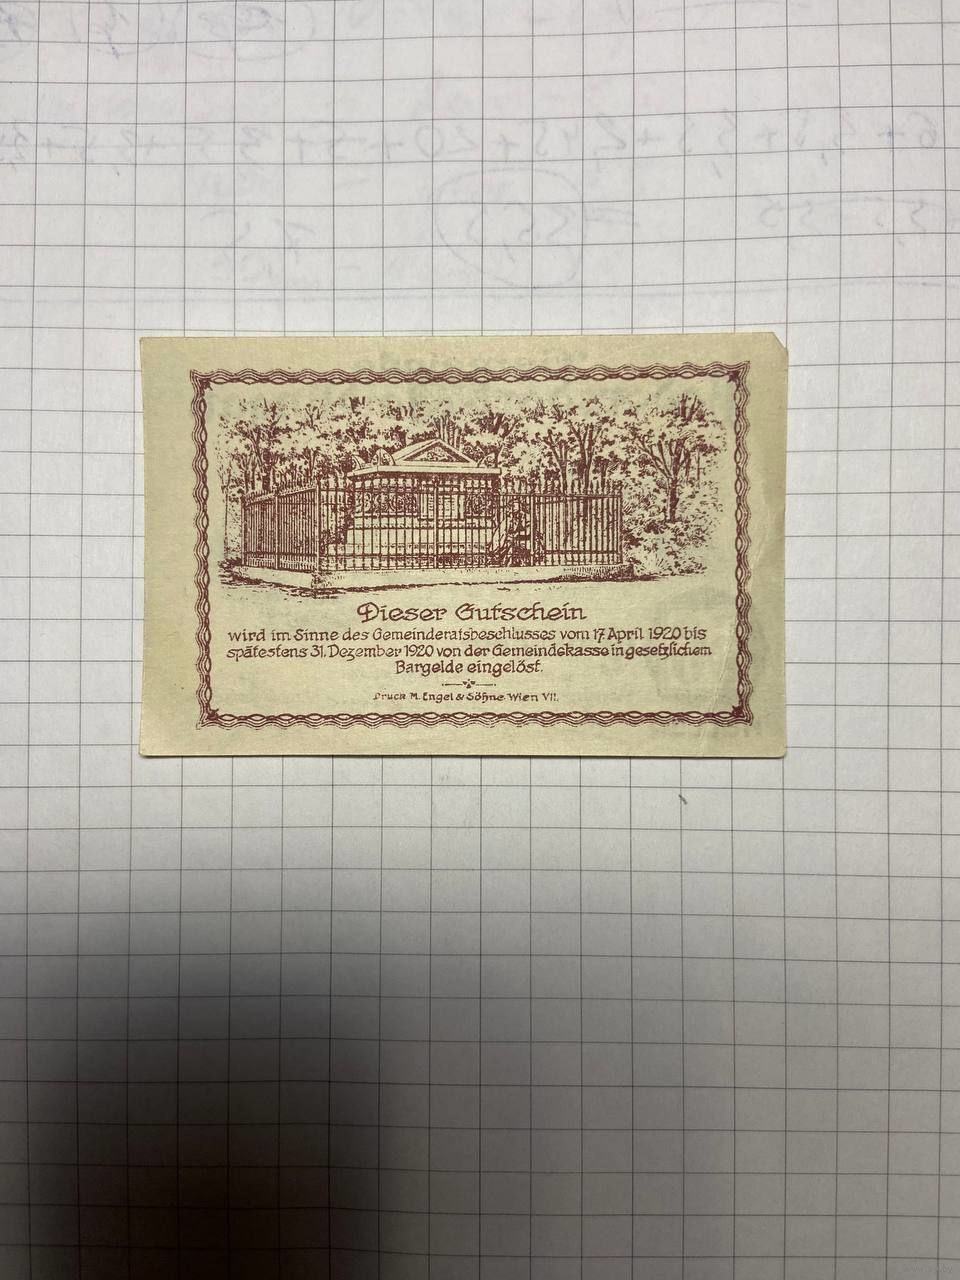 Dieser Gutschein
wird im Sinne des Gemeinderatsbeschlusses vom 17. April 1920 bis
spätestens 31. Dezember 1920 von der Gemeindekasse in gesetzlichem
Bargelde eingelöst.
Druck M. Engel & Söhne Wien VII.